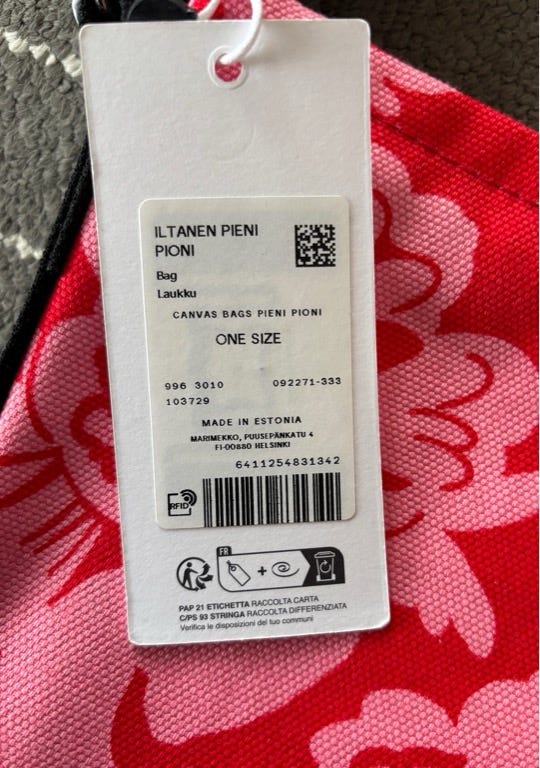 ILTANEN PIENI
PIONI
Bag
Laukku
CANVAS BAGS PIENI PIONI
ONE SIZE
996 3010 092271-333
103729
MADE IN ESTONIA
MARIMEKKO, PUUSEPÄNKATU 4
FI-00880 HELSINKI
6411254831342
RFID
FR
+
PAP 21 ETICHETTA RACCOLTA CARTA
C/PS 93 STRINGA RACCOLTA DIFFERENZIATA
Verifica le disposizioni del tuo comuni